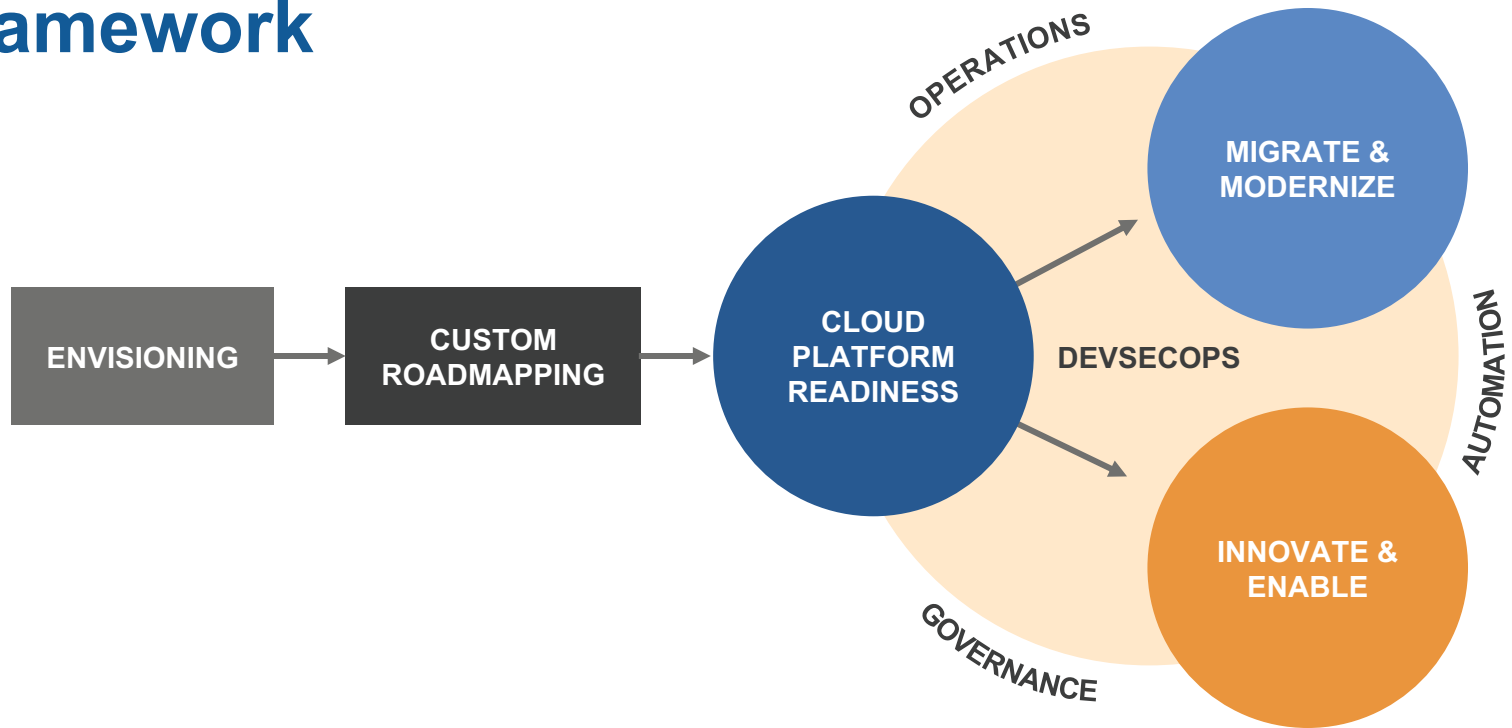 amework
OPERATIONS
MIGRATE &
MODERNIZE
ENVISIONING
CUSTOM
ROADMAPPING
CLOUD
PLATFORM
READINESS
DEVSECOPS
AUTOMATION
INNOVATE &
ENABLE
GOVERNANCE